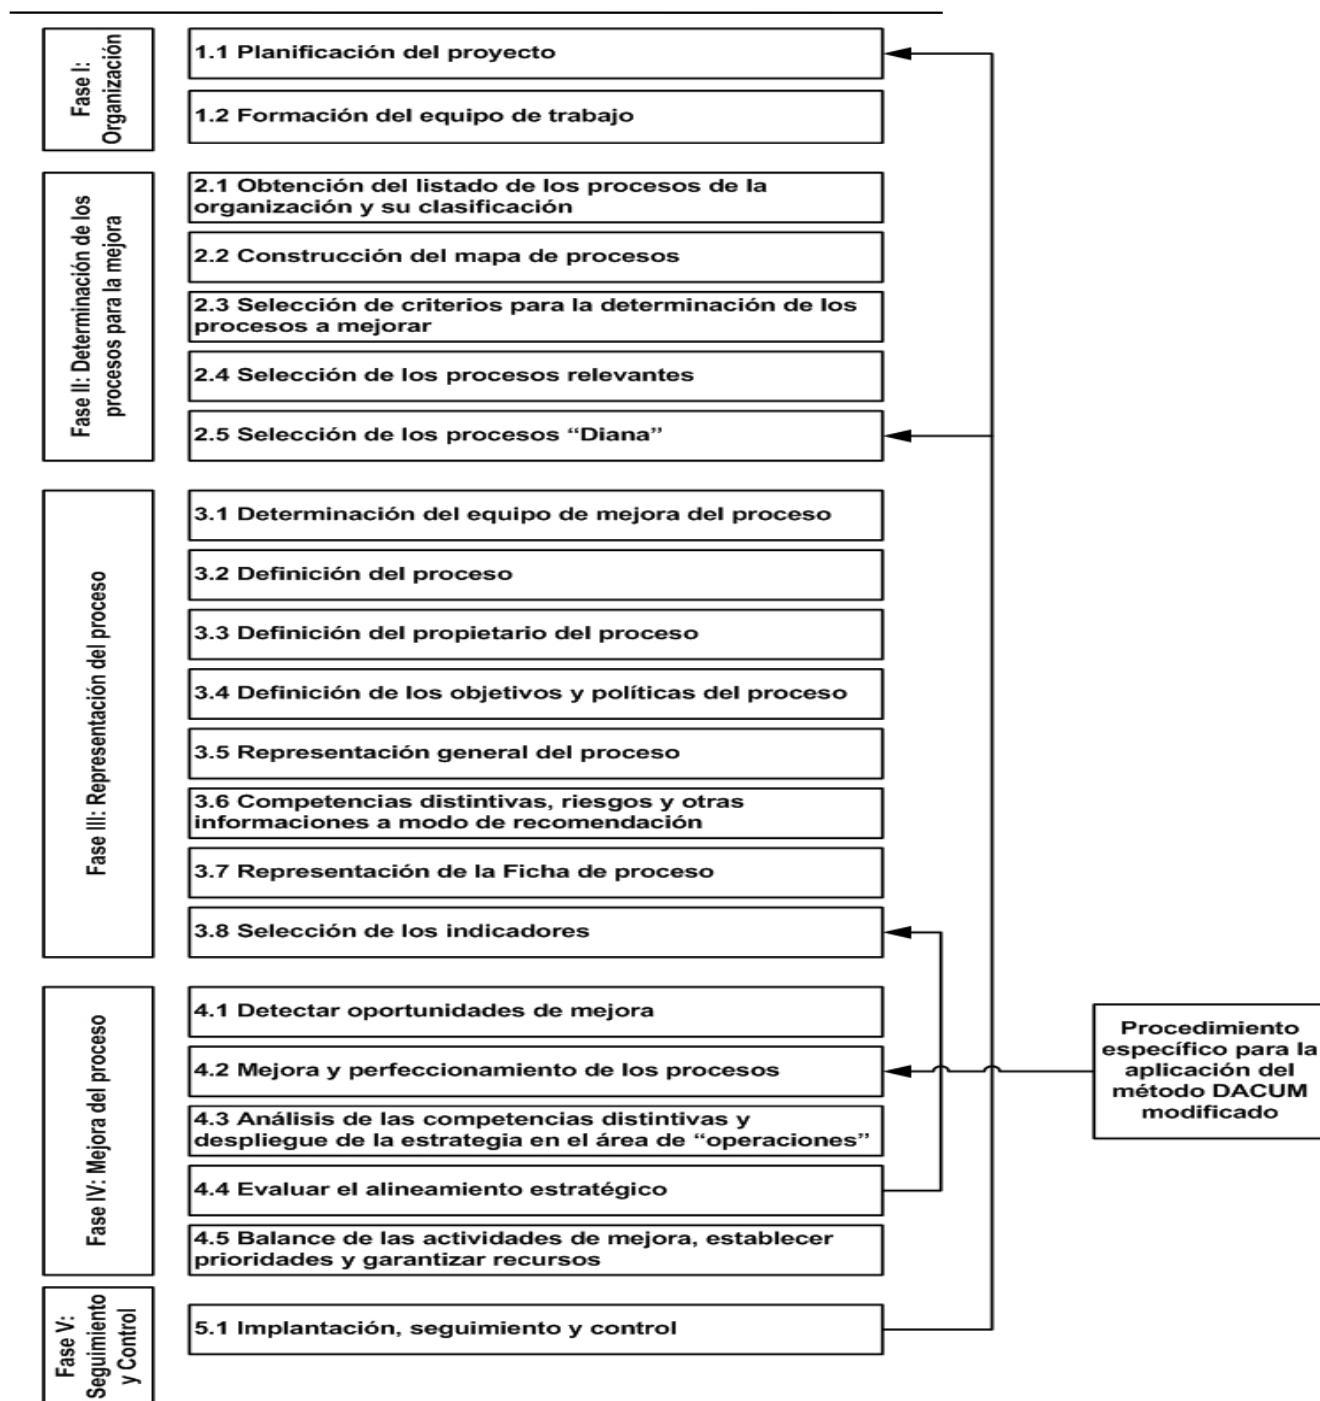 Fase I:
Organización
1.1 Planificación del proyecto
1.2 Formación del equipo de trabajo
Fase II: Determinación de los
procesos para la mejora
2.1 Obtención del listado de los procesos de la
organización y su clasificación
2.2 Construcción del mapa de procesos
2.3 Selección de criterios para la determinación de los
procesos a mejorar
2.4 Selección de los procesos relevantes
2.5 Selección de los procesos “Diana”
Fase III: Representación del proceso
3.1 Determinación del equipo de mejora del proceso
3.2 Definición del proceso
3.3 Definición del propietario del proceso
3.4 Definición de los objetivos y políticas del proceso
3.5 Representación general del proceso
3.6 Competencias distintivas, riesgos y otras
informaciones a modo de recomendación
3.7 Representación de la Ficha de proceso
3.8 Selección de los indicadores
Fase IV: Mejora del proceso
4.1 Detectar oportunidades de mejora
4.2 Mejora y perfeccionamiento de los procesos
4.3 Análisis de las competencias distintivas y
despliegue de la estrategia en el área de “operaciones”
4.4 Evaluar el alineamiento estratégico
4.5 Balance de las actividades de mejora, establecer
prioridades y garantizar recursos
Procedimiento
específico para la
aplicación del
método DACUM
modificado
Fase V:
Seguimiento
y Control
5.1 Implantación, seguimiento y control